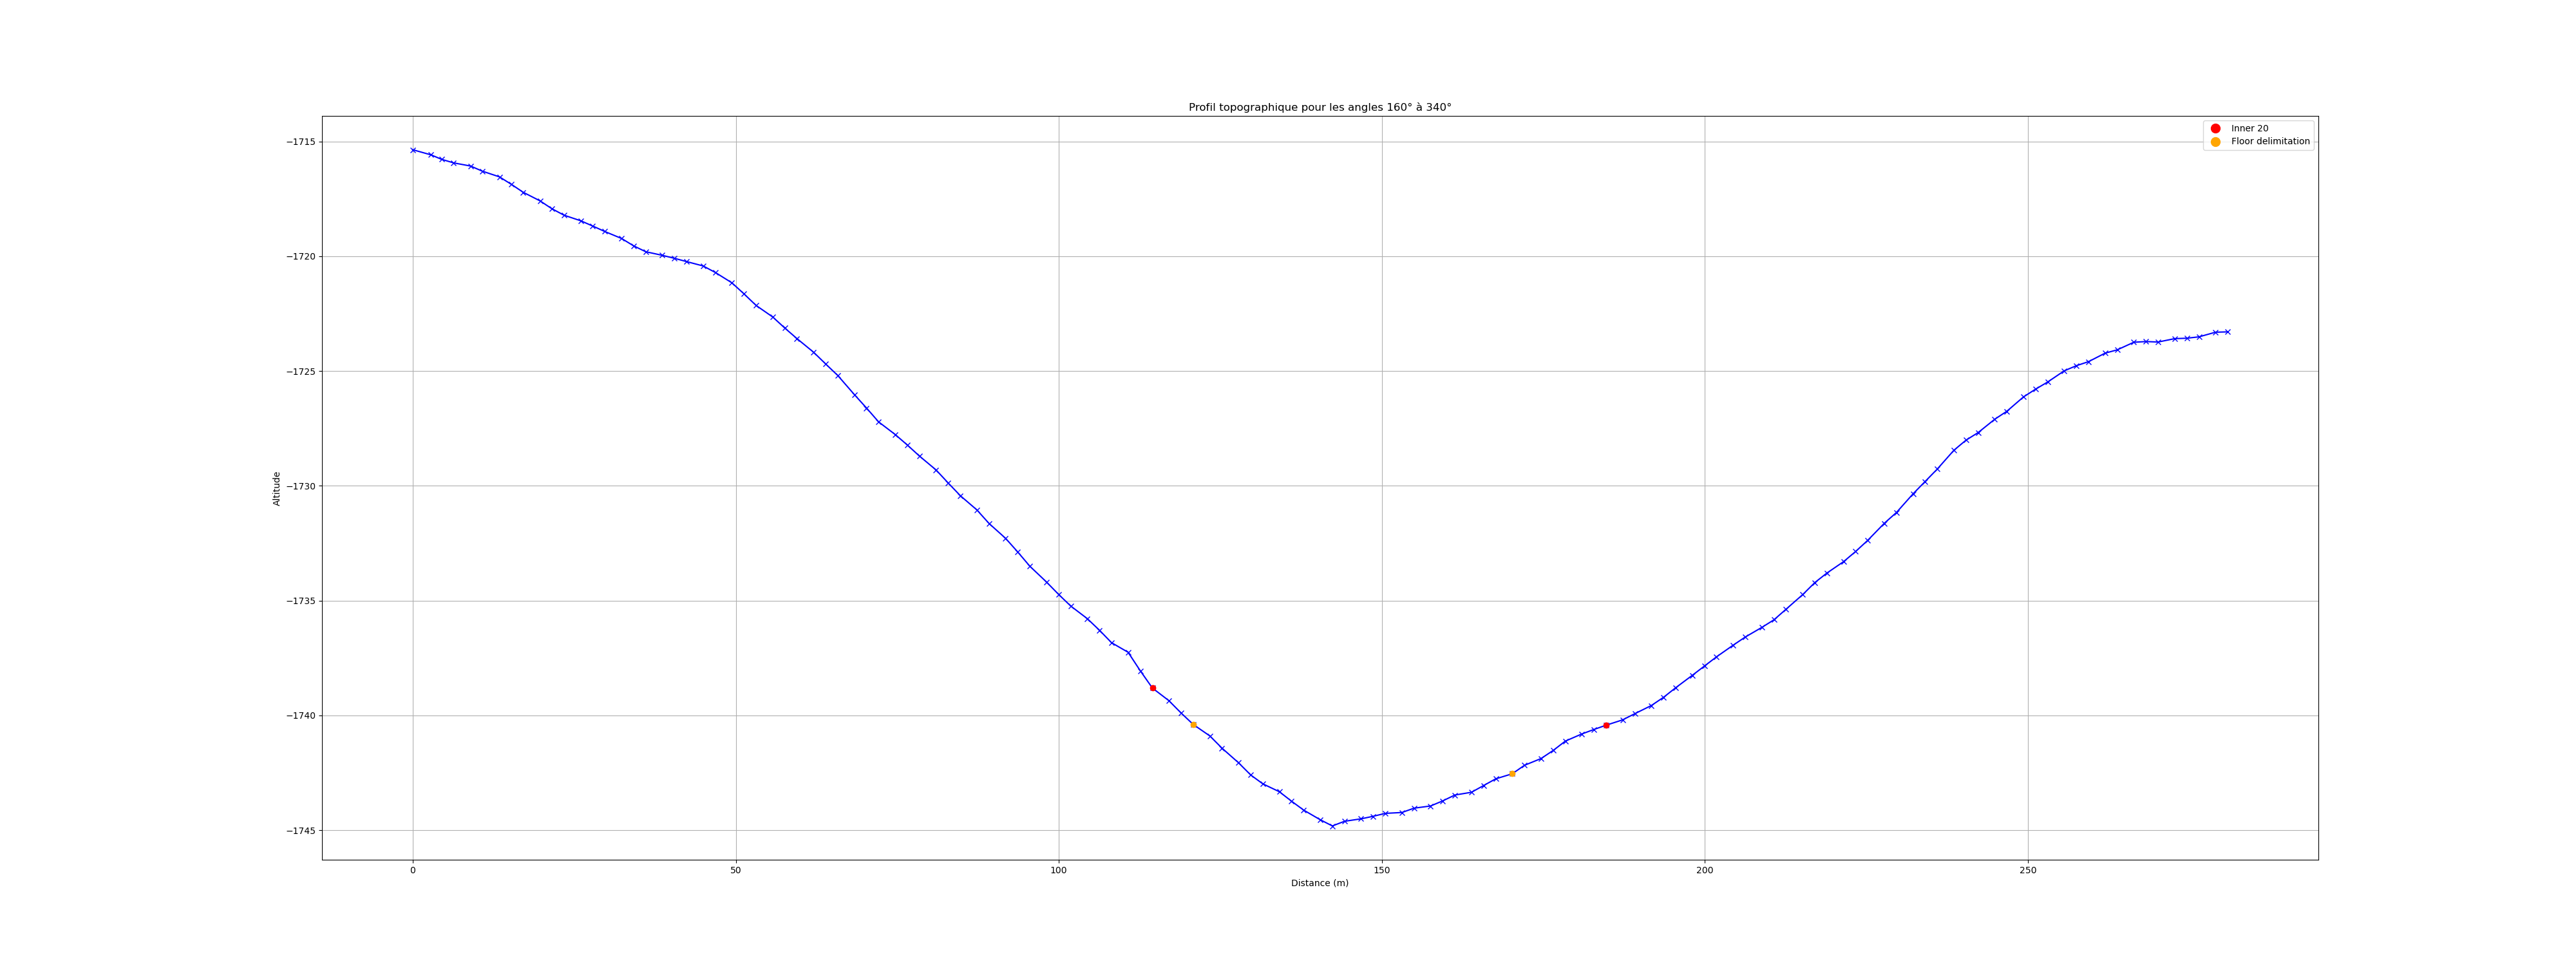 Profil topographique pour les angles 160° à 340°
Inner 20
Floor delimitation
Altitude
−1715
−1720
−1725
−1730
−1735
−1740
−1745
0
50
100
150
200
250
Distance (m)